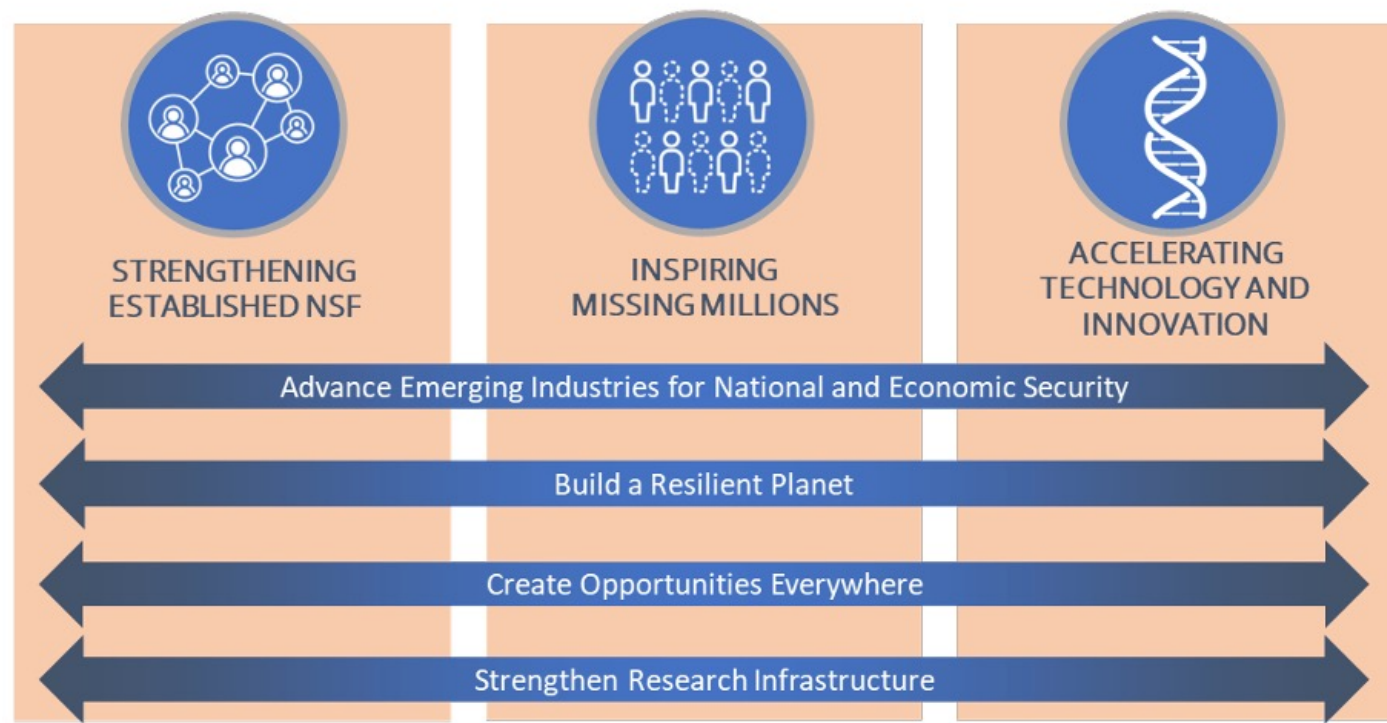 STRENGTHENING
ESTABLISHED NSF
INSPIRING
MISSING MILLIONS
ACCELERATING
TECHNOLOGY AND
INNOVATION
Advance Emerging Industries for National and Economic Security
Build a Resilient Planet
Create Opportunities Everywhere
Strengthen Research Infrastructure